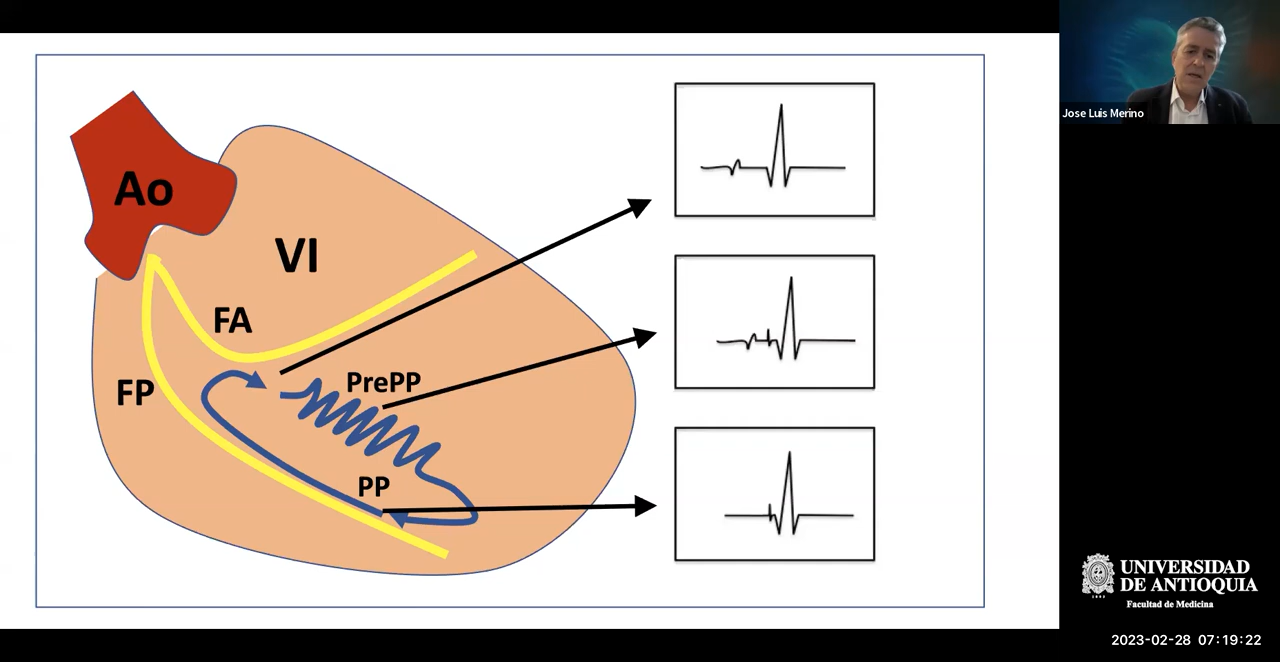 Ao
VI
FA
FP
PrePP
PP
Jose Luis Merino
UNIVERSIDAD
DE ANTIOQUIA
1803
Facultad de Medicina
2023-02-28 07:19:22